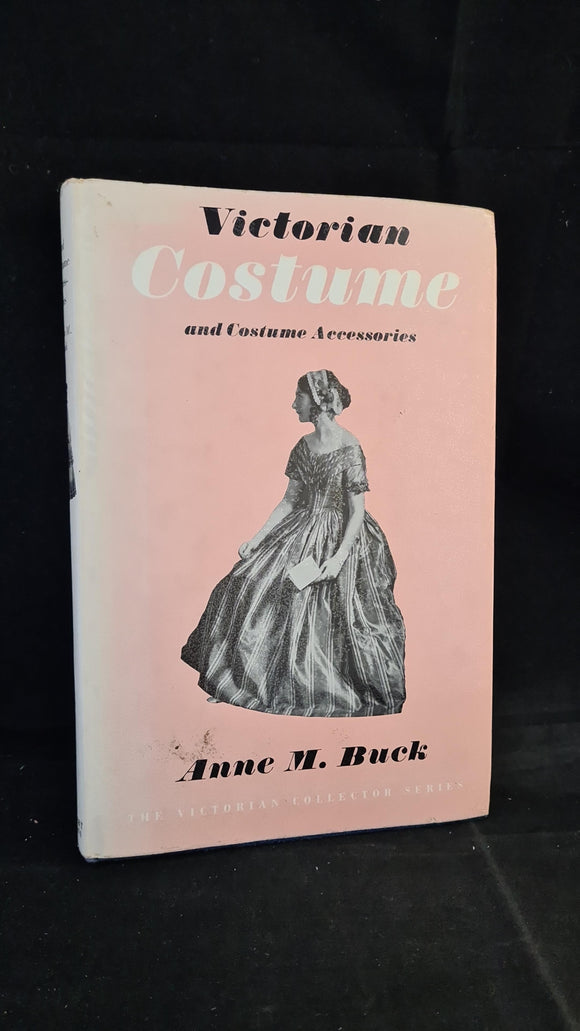 Victorian
Costume
and Costume Accessories
Anne M. Buck
THE VICTORIAN COLLECTOR SERIES